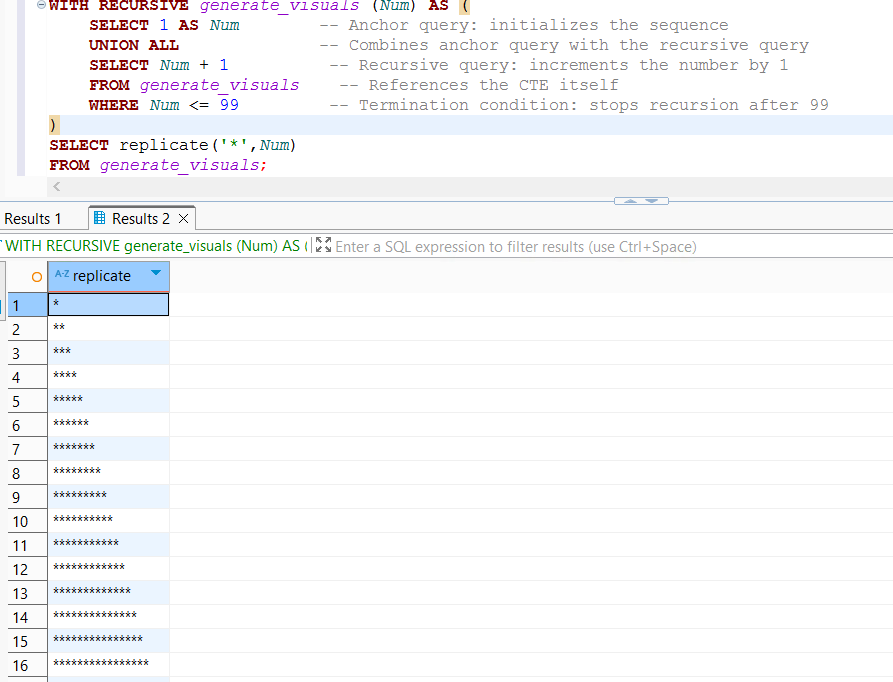 WITH RECURSIVE generate_visuals (Num) AS (
SELECT 1 AS Num -- Anchor query: initializes the sequence
UNION ALL -- Combines anchor query with the recursive query
SELECT Num + 1 -- Recursive query: increments the number by 1
FROM generate_visuals -- References the CTE itself
WHERE Num <= 99 -- Termination condition: stops recursion after 99
)
SELECT replicate('*',Num)
FROM generate_visuals;
Results 1 Results 2
WITH RECURSIVE generate_visuals (Num) AS ( Enter a SQL expression to filter results (use Ctrl+Space)
A-Z replicate
1 *
2 **
3 ***
4 ****
5 *****
6 ******
7 *******
8 ********
9 *********
10 **********
11 ***********
12 ************
13 *************
14 **************
15 ***************
16 ****************